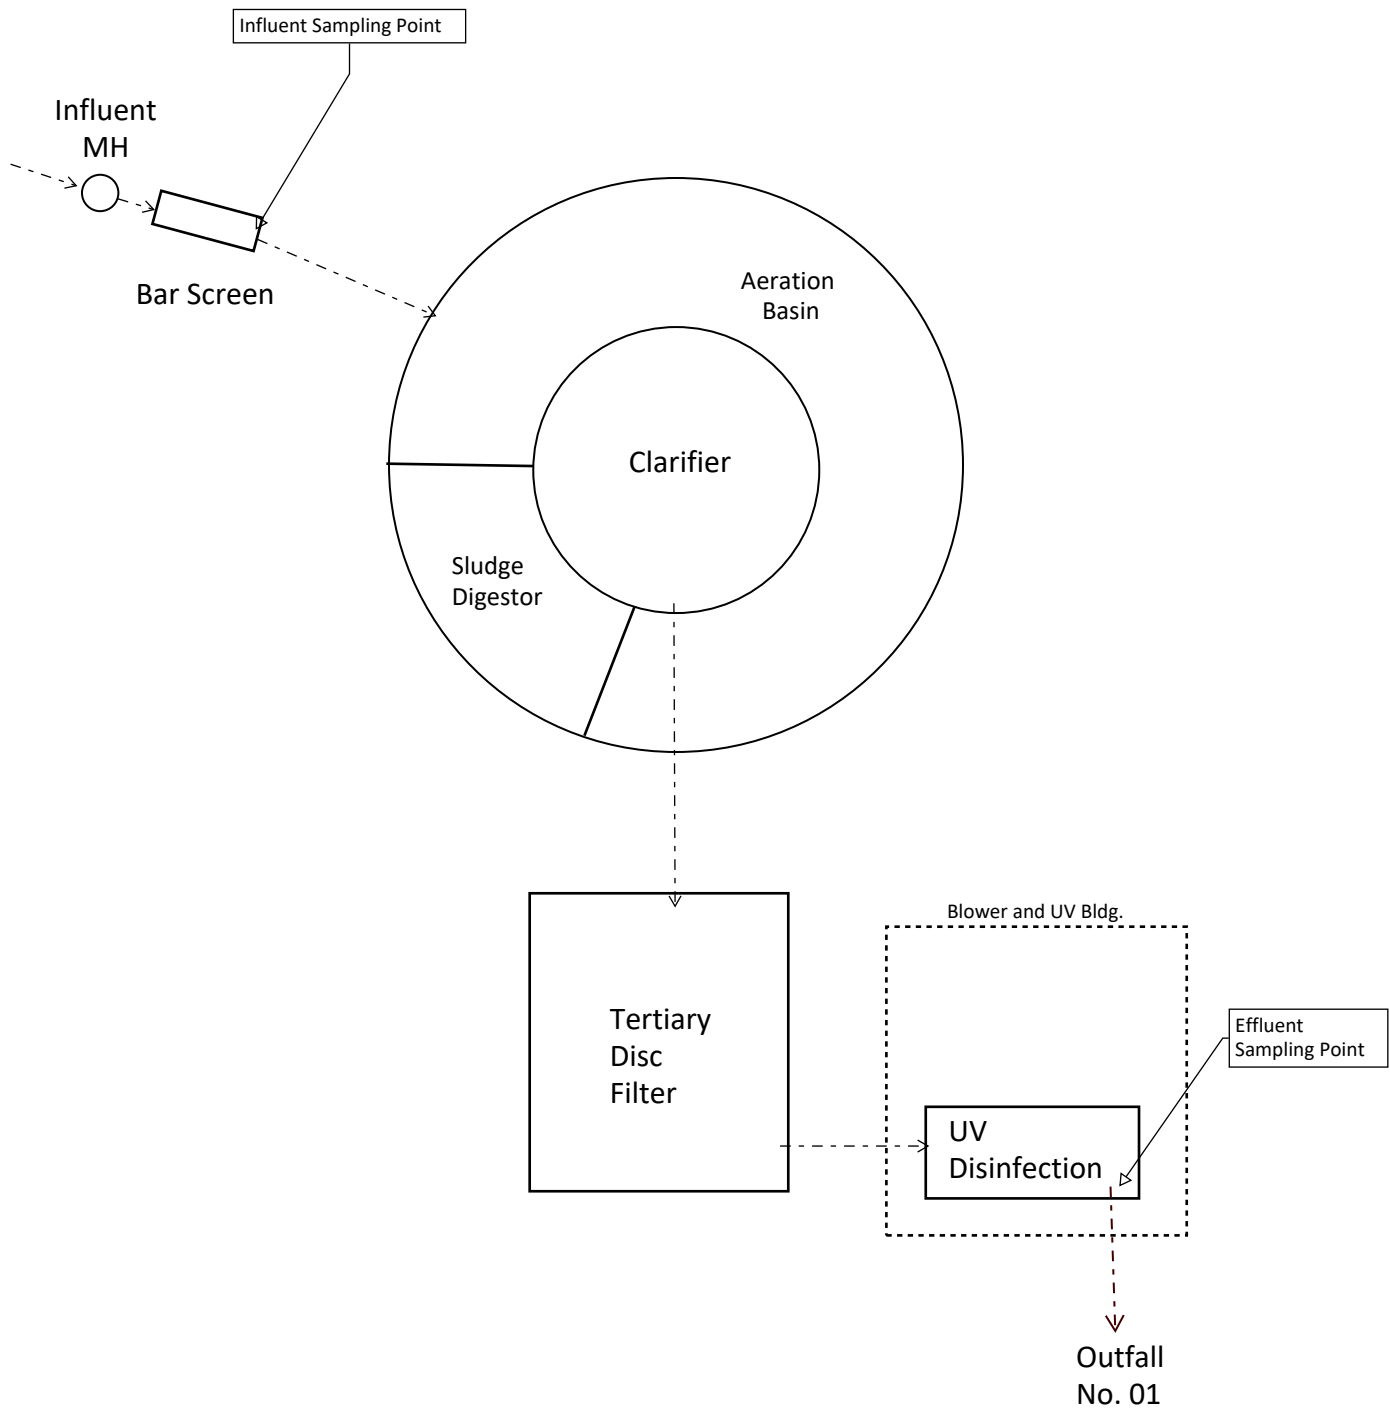 Influent Sampling Point
Influent
MH
Bar Screen
Aeration
Basin
Clarifier
Sludge
Digestor
Tertiary
Disc
Filter
Blower and UV Bldg.
Effluent
Sampling Point
UV
Disinfection
Outfall
No. 01